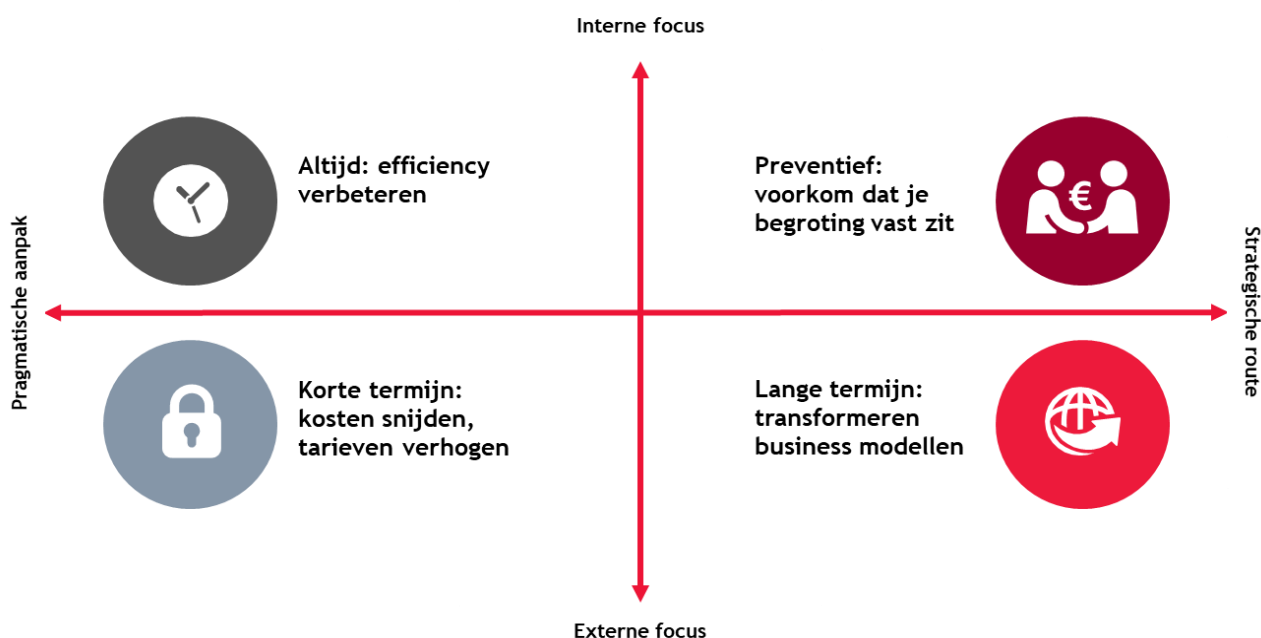 Interne focus
Altijd: efficiency
verbeteren
Preventief:
voorkom dat je
begroting vast zit
€
Pragmatische aanpak
Strategische route
Korte termijn:
kosten snijden,
tarieven verhogen
Lange termijn:
transformeren
business modellen
Externe focus